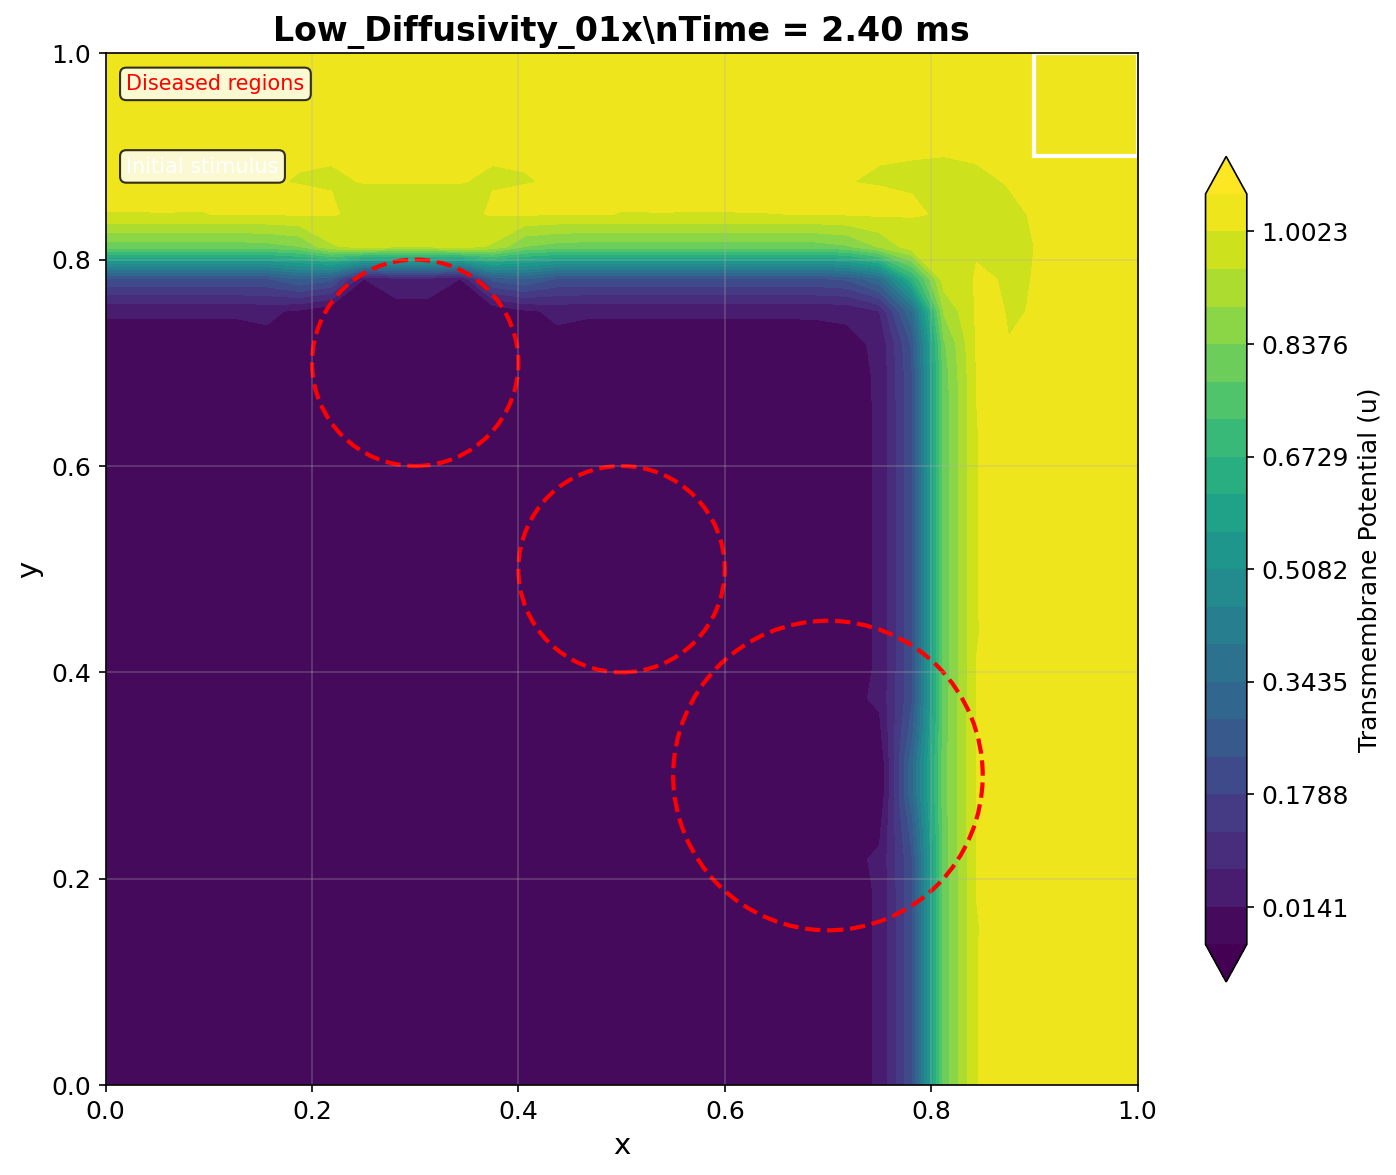 Low_Diffusivity_01x\nTime = 2.40 ms
Diseased regions
Initial stimulus
1.0
0.8
0.6
0.4
0.2
0.0
y
0.0 0.2 0.4 0.6 0.8 1.0
x
1.0023
0.8376
0.6729
0.5082
0.3435
0.1788
0.0141
Transmembrane Potential (u)